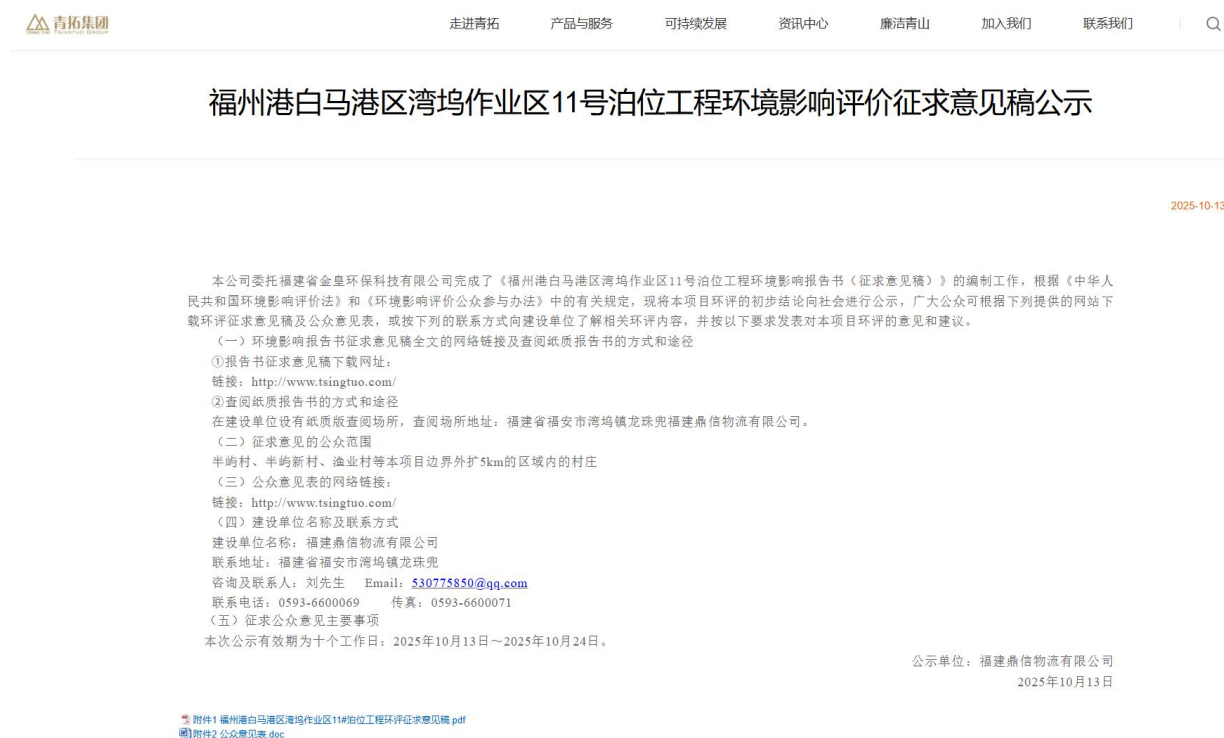 青拓集团
TSINGTUO GROUP
走进青拓 产品与服务 可持续发展 资讯中心 廉洁青山 加入我们 联系我们
福州港白马港区湾坞作业区11号泊位工程环境影响评价征求意见稿公示
2025-10-13
本公司委托福建省金皇环保科技有限公司完成了《福州港白马港区湾坞作业区11号泊位工程环境影响报告书（征求意见稿）》的编制工作，根据《中华人
民共和国环境影响评价法》和《环境影响评价公众参与办法》中的有关规定，现将本项目环评的初步结论向社会进行公示，广大公众可根据下列提供的网站下
载环评征求意见稿及公众意见表，或按下列的联系方式向建设单位了解相关环评内容，并按以下要求发表对本项目环评的意见和建议。
（一）环境影响报告书征求意见稿全文的网络链接及查阅纸质报告书的方式和途径
①报告书征求意见稿下载网址：
链接：http://www.tsingtuo.com/
②查阅纸质报告书的方式和途径
在建设单位设有纸质版查阅场所，查阅场所地址：福建省福安市湾坞镇龙珠兜福建鼎信物流有限公司。
（二）征求意见的公众范围
半屿村、半屿新村、渔业村等本项目边界外扩5km的区域内的村庄
（三）公众意见表的网络链接：
链接：http://www.tsingtuo.com/
（四）建设单位名称及联系方式
建设单位名称：福建鼎信物流有限公司
联系地址：福建省福安市湾坞镇龙珠兜
咨询及联系人：刘先生 Email：530775850@qq.com
联系电话：0593-6600069 传真：0593-6600071
（五）征求公众意见主要事项
本次公示有效期为十个工作日：2025年10月13日～2025年10月24日。
公示单位：福建鼎信物流有限公司
2025年10月13日
附件1 福州港白马港区湾坞作业区11#泊位工程环评征求意见稿.pdf
附件2 公众意见表.doc